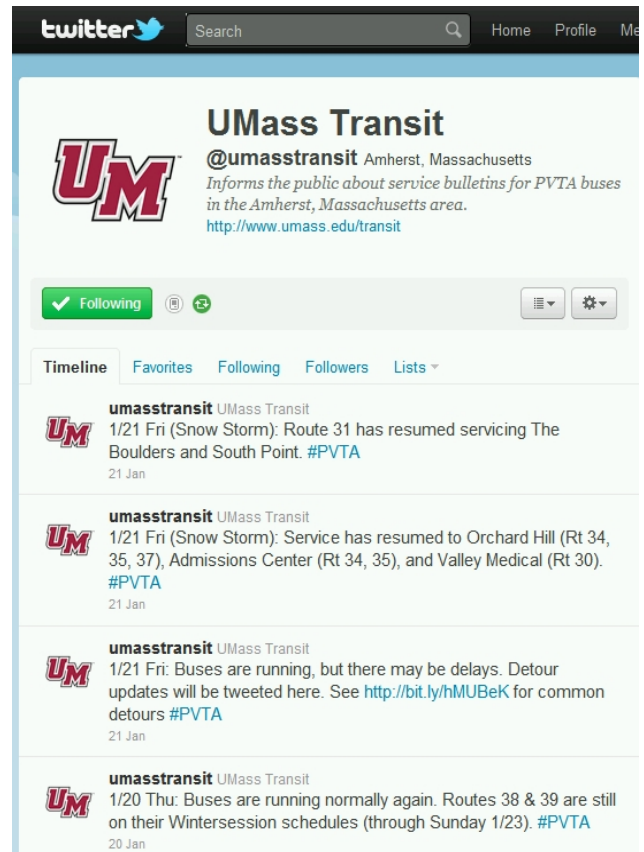 twitter
Search
Home Profile Me
UMass Transit
@umasstransit Amherst, Massachusetts
Informs the public about service bulletins for PVTA buses
in the Amherst, Massachusetts area.
http://www.umass.edu/transit
UM
Following
Timeline Favorites Following Followers Lists
umasstransit UMass Transit
1/21 Fri (Snow Storm): Route 31 has resumed servicing The
Boulders and South Point. #PVTA
21 Jan
UM
umasstransit UMass Transit
1/21 Fri (Snow Storm): Service has resumed to Orchard Hill (Rt 34,
35, 37), Admissions Center (Rt 34, 35), and Valley Medical (Rt 30).
#PVTA
21 Jan
UM
umasstransit UMass Transit
1/21 Fri: Buses are running, but there may be delays. Detour
updates will be tweeted here. See http://bit.ly/hMUBeK for common
detours #PVTA
21 Jan
UM
umasstransit UMass Transit
1/20 Thu: Buses are running normally again. Routes 38 & 39 are still
on their Wintersession schedules (through Sunday 1/23). #PVTA
20 Jan
UM